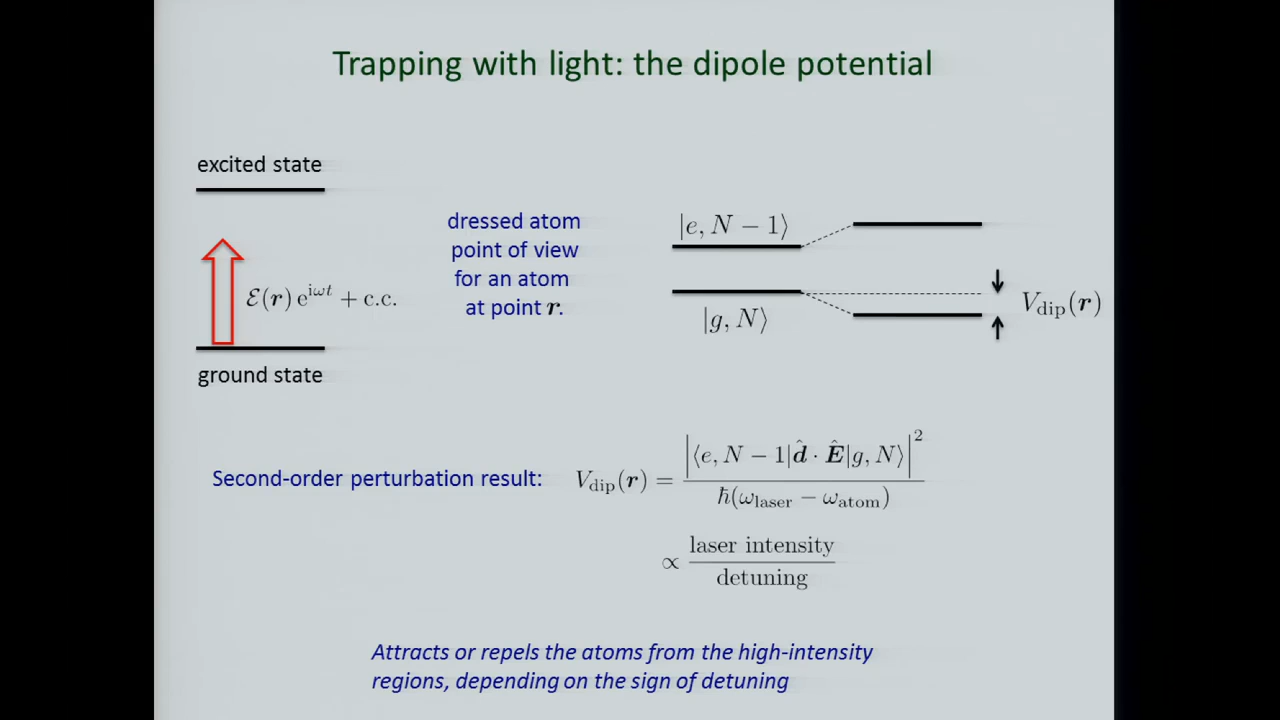 Trapping with light: the dipole potential
excited state
ℰ(r) e^{iωt} + c.c.
ground state
dressed atom
point of view
for an atom
at point r.
|e, N − 1⟩
|g, N⟩
V_dip(r)
Second-order perturbation result: V_dip(r) = |⟨e, N − 1|d̂ · Ê|g, N⟩|² / ħ(ω_laser − ω_atom)
∝ laser intensity / detuning
Attracts or repels the atoms from the high-intensity
regions, depending on the sign of detuning